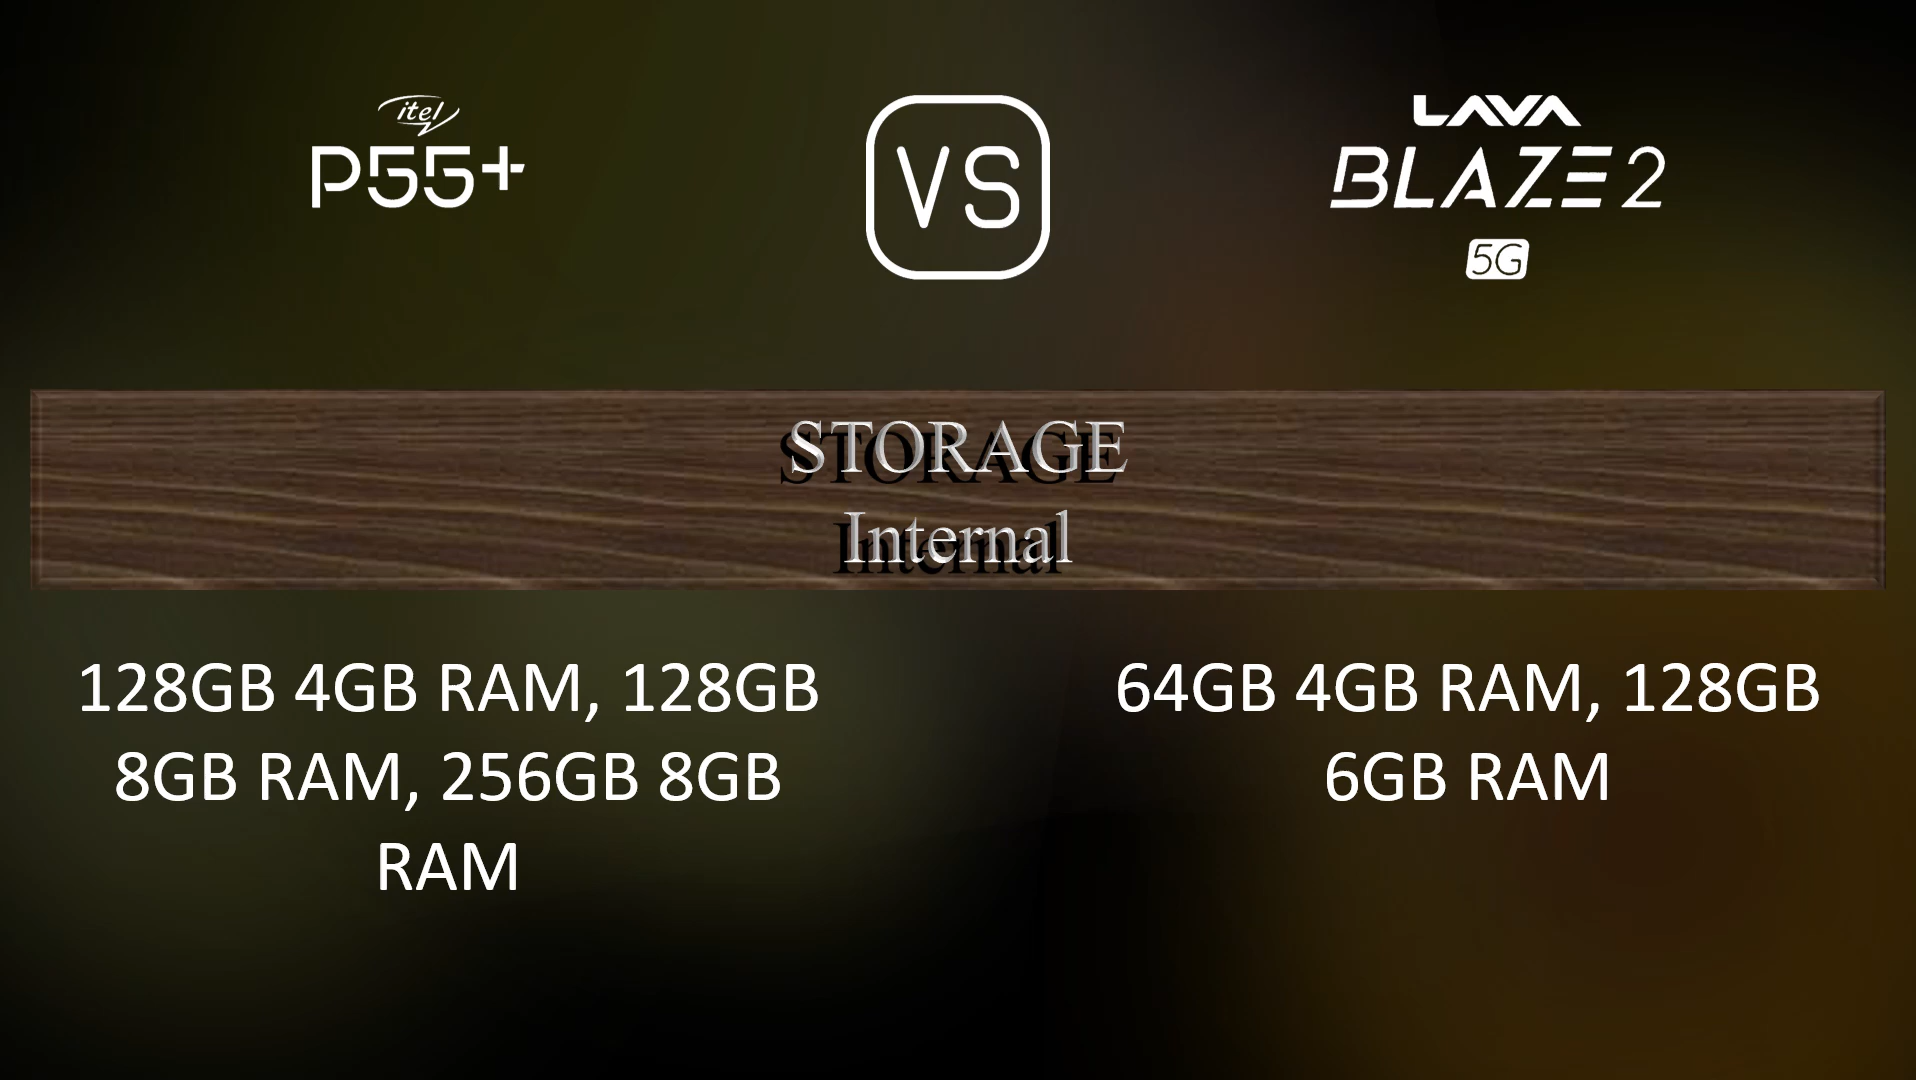 itel
P55+
VS
LAVA
BLAZE 2
5G
STORAGE
Internal
128GB 4GB RAM, 128GB
8GB RAM, 256GB 8GB
RAM
64GB 4GB RAM, 128GB
6GB RAM